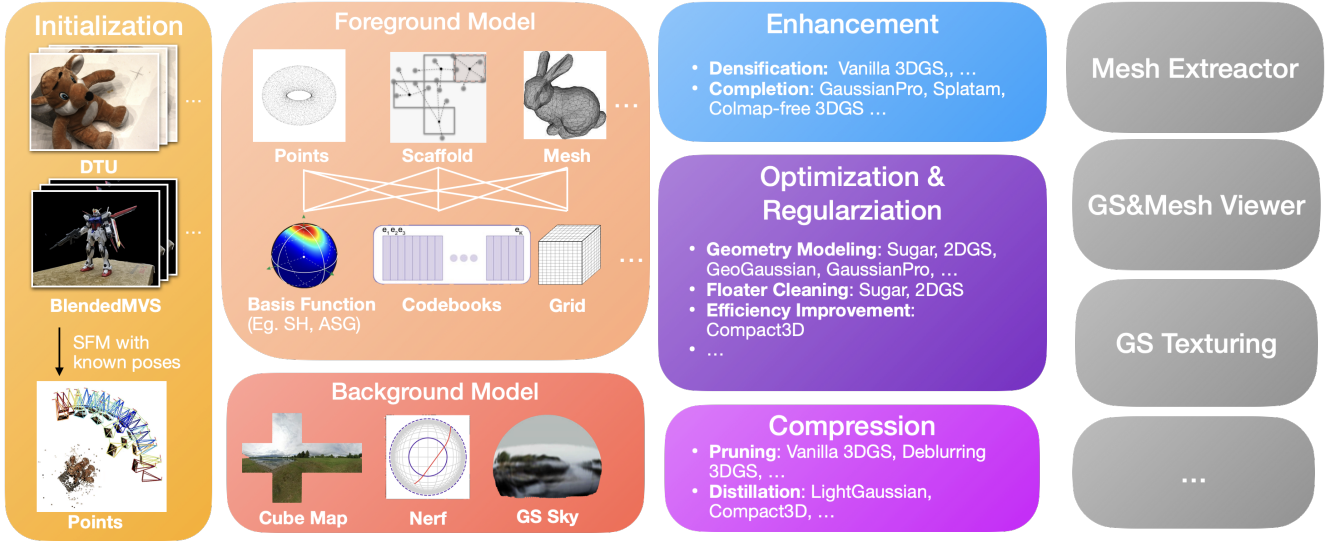 Initialization
...
DTU
...
BlendedMVS
SFM with
known poses
Points
Foreground Model
...
Points
Scaffold
Mesh
e1e2e3
eK
...
Basis Function
(Eg. SH, ASG)
Codebooks
Grid
Background Model
Cube Map
Nerf
GS Sky
Enhancement
• Densification: Vanilla 3DGS,, …
• Completion: GaussianPro, Splatam,
Colmap-free 3DGS …
Optimization &
Regularziation
• Geometry Modeling: Sugar, 2DGS,
GeoGaussian, GaussianPro, …
• Floater Cleaning: Sugar, 2DGS
• Efficiency Improvement:
Compact3D
• …
Compression
• Pruning: Vanilla 3DGS, Deblurring
3DGS, …
• Distillation: LightGaussian,
Compact3D, …
Mesh Extreactor
GS&Mesh Viewer
GS Texturing
...